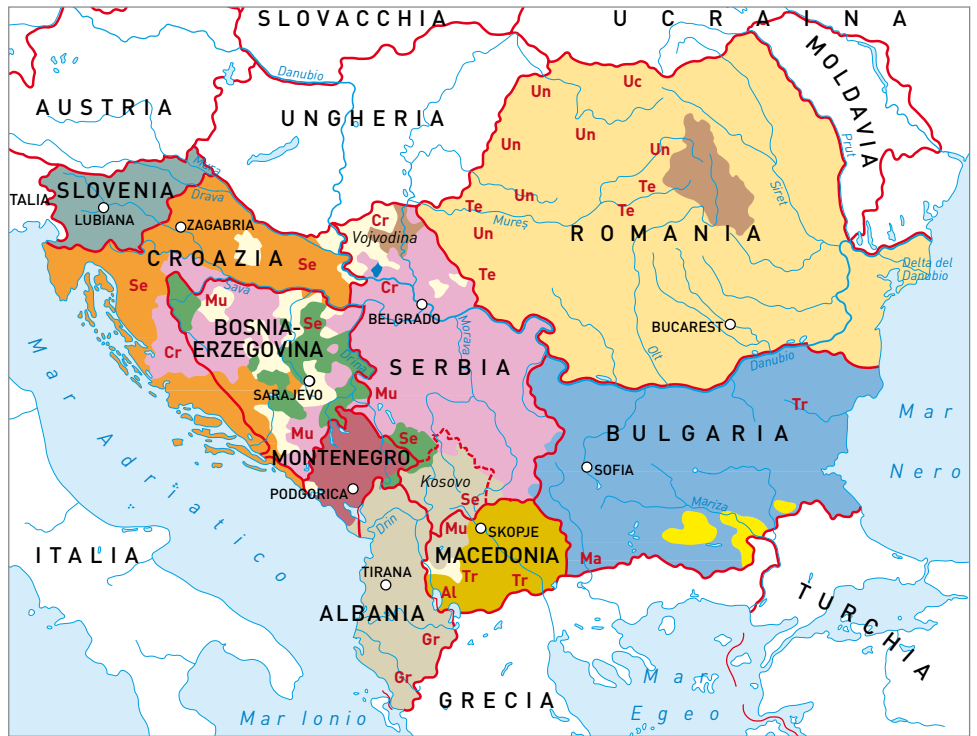 SLOVACCHIA
UCRAINA
MOLDAVIA
Danubio
AUSTRIA
UNGHERIA
Un
Uc
Un
Un
Un
Prut
Siret
Mura
SLOVENIA
Drava
TALIA
LUBIANA
ZAGABRIA
Cr
Vojvodina
Te
Un
Te
Te
Mureş
Un
ROMANIA
CROAZIA
Se
Te
Delta del
Danubio
Se
Sava
Mu
Cr
BELGRADO
BOSNIA-
ERZEGOVINA
Se
Morava
BUCAREST
Cr
Drina
SERBIA
Olt
Danubio
SARAJEVO
Mu
Tr
Mar
Nero
Mar Adriatico
Mu
Se
BULGARIA
MONTENEGRO
SOFIA
Kosovo
PODGORICA
Se
Mariza
Drin
Mu
SKOPJE
ITALIA
MACEDONIA
Ma
TIRANA
Tr
Tr
Al
TURCHIA
ALBANIA
Gr
Gr
GRECIA
Mar
Egeo
Mar Ionio